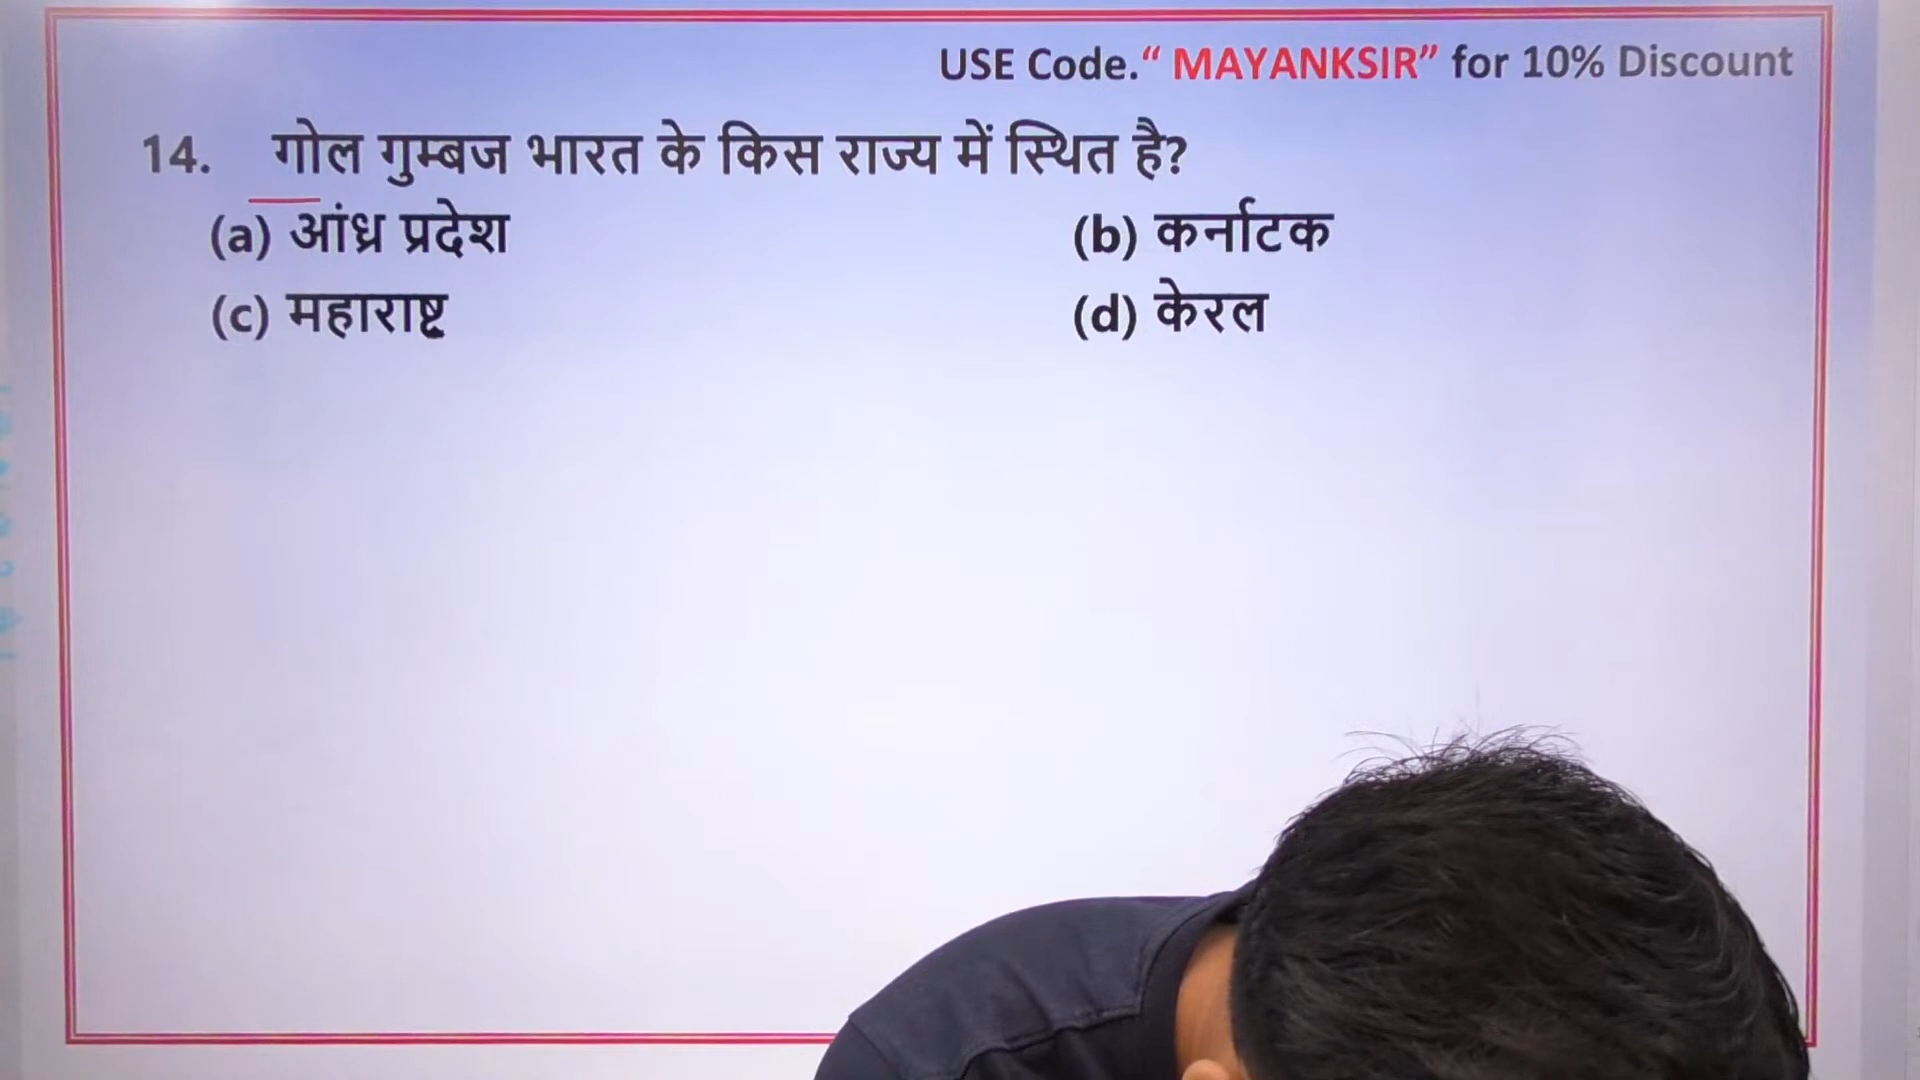 USE Code.“ MAYANKSIR” for 10% Discount
14. गोल गुम्बज भारत के किस राज्य में स्थित है?
(a) आंध्र प्रदेश (b) कर्नाटक
(c) महाराष्ट्र (d) केरल